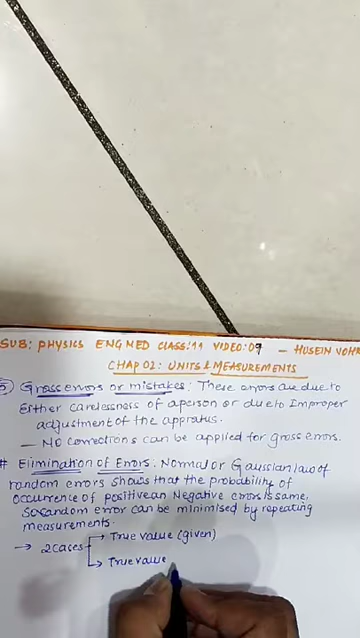 SUB: PHYSICS ENG MED CLASS: 11 VIDEO: 09 - HUSEIN VOHR
CHAP 02: UNITS & MEASUREMENTS
5) Gross errors or mistakes: These errors are due to
Either carelessness of a person or due to Improper
adjustment of the apparatus.
- No corrections can be applied for gross errors.
# Elimination of Errors: Normal or Gaussian law of
random errors shows that the probability of
occurrence of positive an Negative errors is same,
So random error can be minimised by repeating
measurements.
→ 2 cases → True value (given)
→ True value